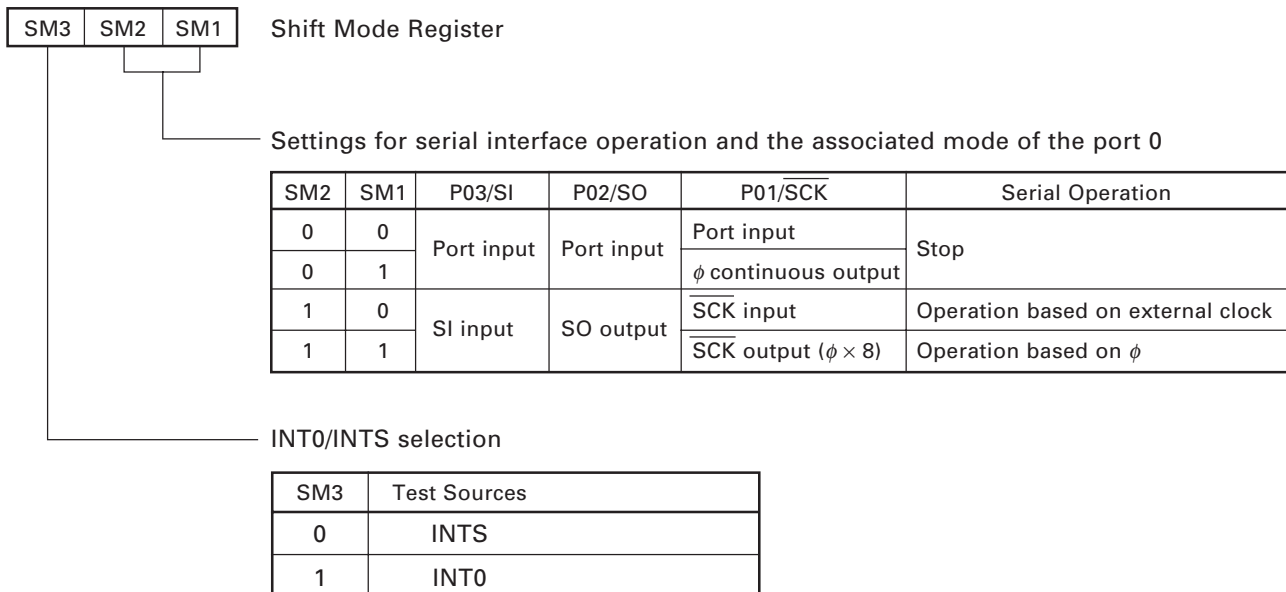 SM3 SM2 SM1 Shift Mode Register
Settings for serial interface operation and the associated mode of the port 0
SM2 SM1 P03/SI P02/SO P01/S̅C̅K̅ Serial Operation
0 0 Port input Port input Port input Stop
0 1 ϕ continuous output
1 0 SI input SO output S̅C̅K̅ input Operation based on external clock
1 1 S̅C̅K̅ output (ϕ × 8) Operation based on ϕ
INT0/INTS selection
SM3 Test Sources
0 INTS
1 INT0